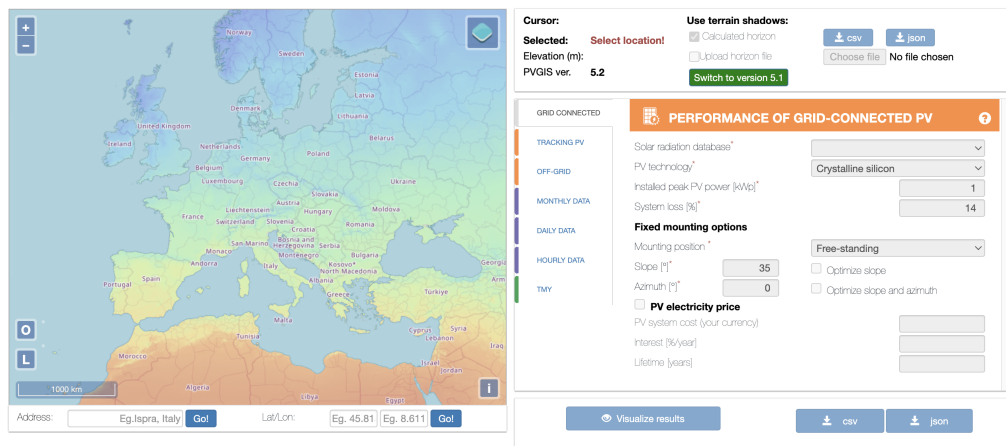 +
−
Norway
Sweden
Estonia
Latvia
Denmark
Lithuania
United Kingdom
Ireland
Netherlands
Belarus
Germany
Poland
Belgium
Luxembourg
Czechia
Ukraine
Slovakia
Liechtenstein
Austria
Moldova
France
Switzerland
Hungary
Slovenia
Croatia
Romania
San Marino
Bosnia and Herzegovina
Serbia
Monaco
Montenegro
Bulgaria
Andorra
Italy
Kosovo*
North Macedonia
Georgia
Spain
Albania
Arm
Portugal
Greece
Türkiye
Malta
Cyprus
Syria
Tunisia
Lebanon
Iraq
Morocco
Israel
Jordan
Algeria
Libya
Egypt
O
L
1000 km
i
Address:
Eg.Ispra, Italy
Go!
Lat/Lon:
Eg. 45.81
Eg. 8.611
Go!
Cursor:
Selected: Select location!
Elevation (m):
PVGIS ver. 5.2
Use terrain shadows:
Calculated horizon
csv
json
Upload horizon file
Choose file No file chosen
Switch to version 5.1
GRID CONNECTED
TRACKING PV
OFF-GRID
MONTHLY DATA
DAILY DATA
HOURLY DATA
TMY
PERFORMANCE OF GRID-CONNECTED PV
?
Solar radiation database*
PV technology* Crystalline silicon
Installed peak PV power [kWp]* 1
System loss [%]* 14
Fixed mounting options
Mounting position * Free-standing
Slope [°]* 35 Optimize slope
Azimuth [°]* 0 Optimize slope and azimuth
PV electricity price
PV system cost (your currency)
Interest [%/year]
Lifetime [years]
Visualize results
csv
json